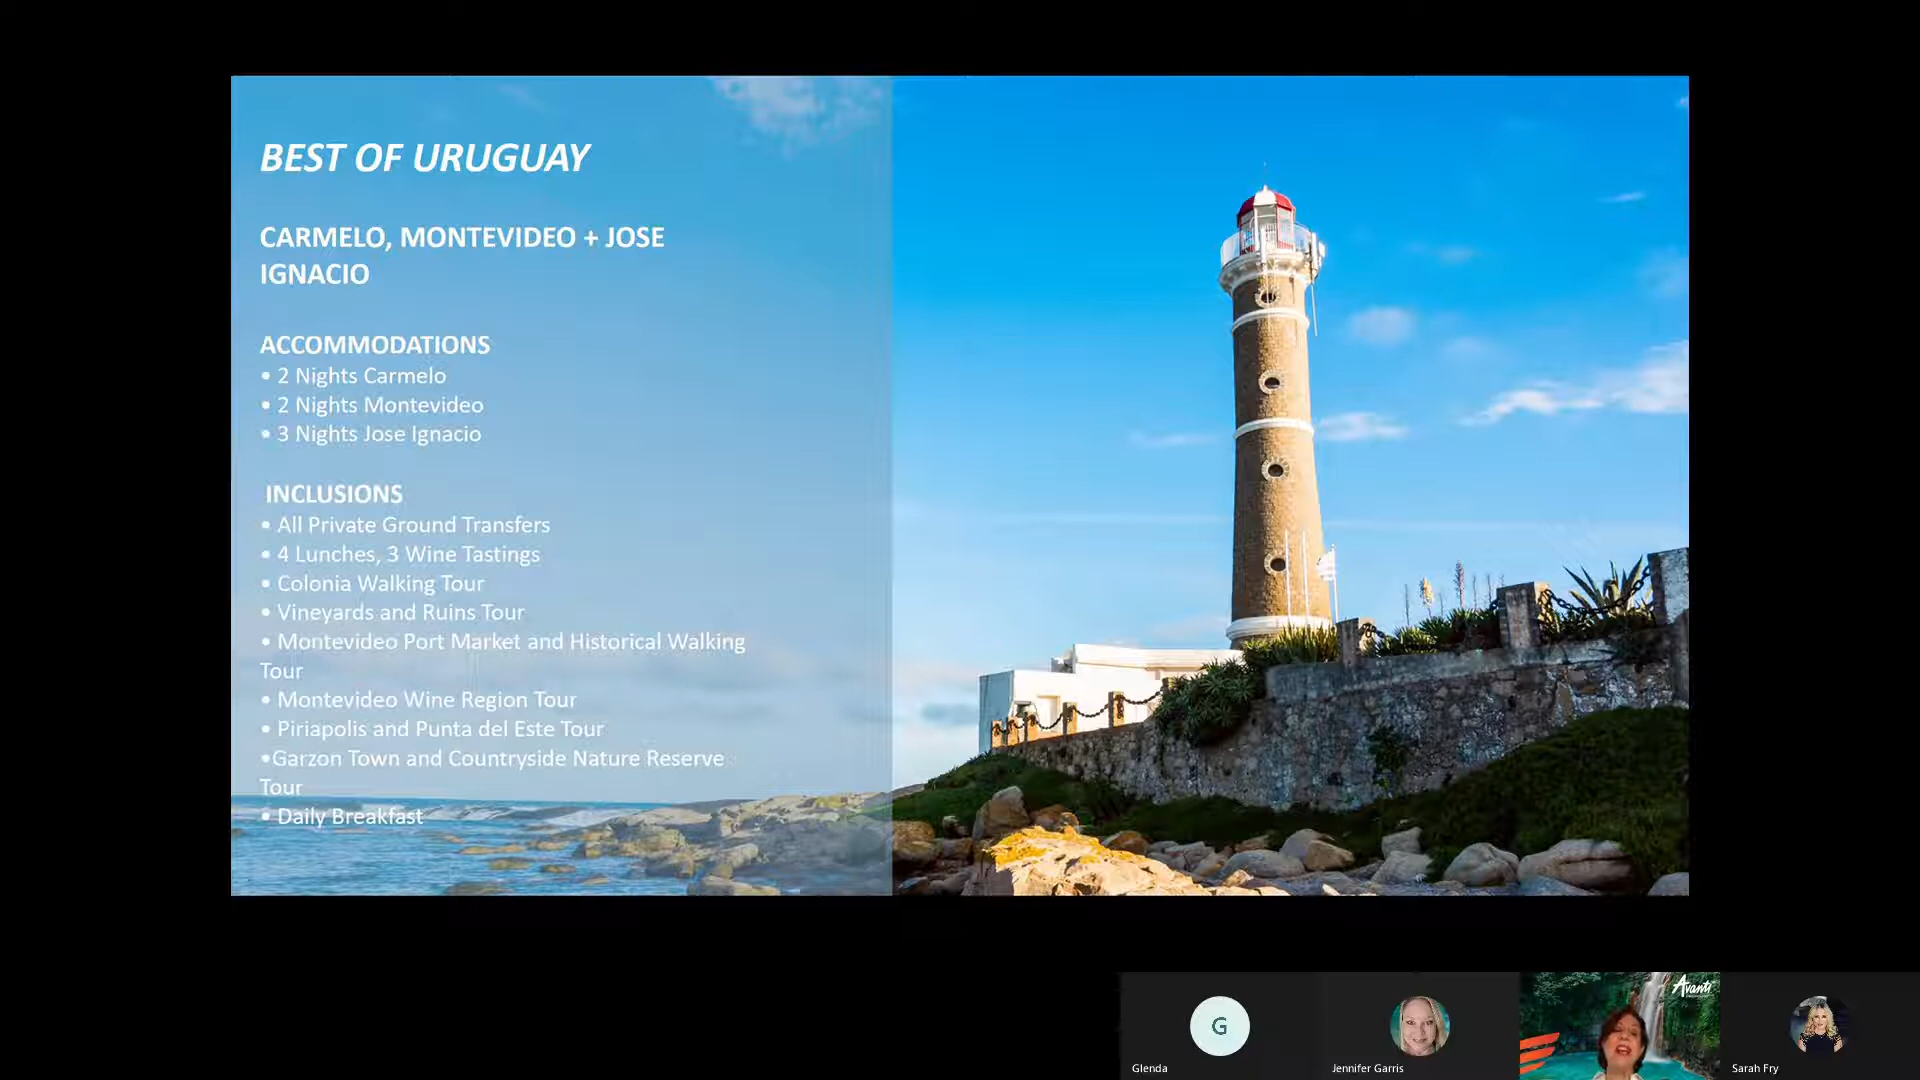 BEST OF URUGUAY
CARMELO, MONTEVIDEO + JOSE
IGNACIO
ACCOMMODATIONS
• 2 Nights Carmelo
• 2 Nights Montevideo
• 3 Nights Jose Ignacio
INCLUSIONS
• All Private Ground Transfers
• 4 Lunches, 3 Wine Tastings
• Colonia Walking Tour
• Vineyards and Ruins Tour
• Montevideo Port Market and Historical Walking
Tour
• Montevideo Wine Region Tour
• Piriapolis and Punta del Este Tour
•Garzon Town and Countryside Nature Reserve
Tour
• Daily Breakfast
Avanti
G
Glenda
Jennifer Garris
Sarah Fry